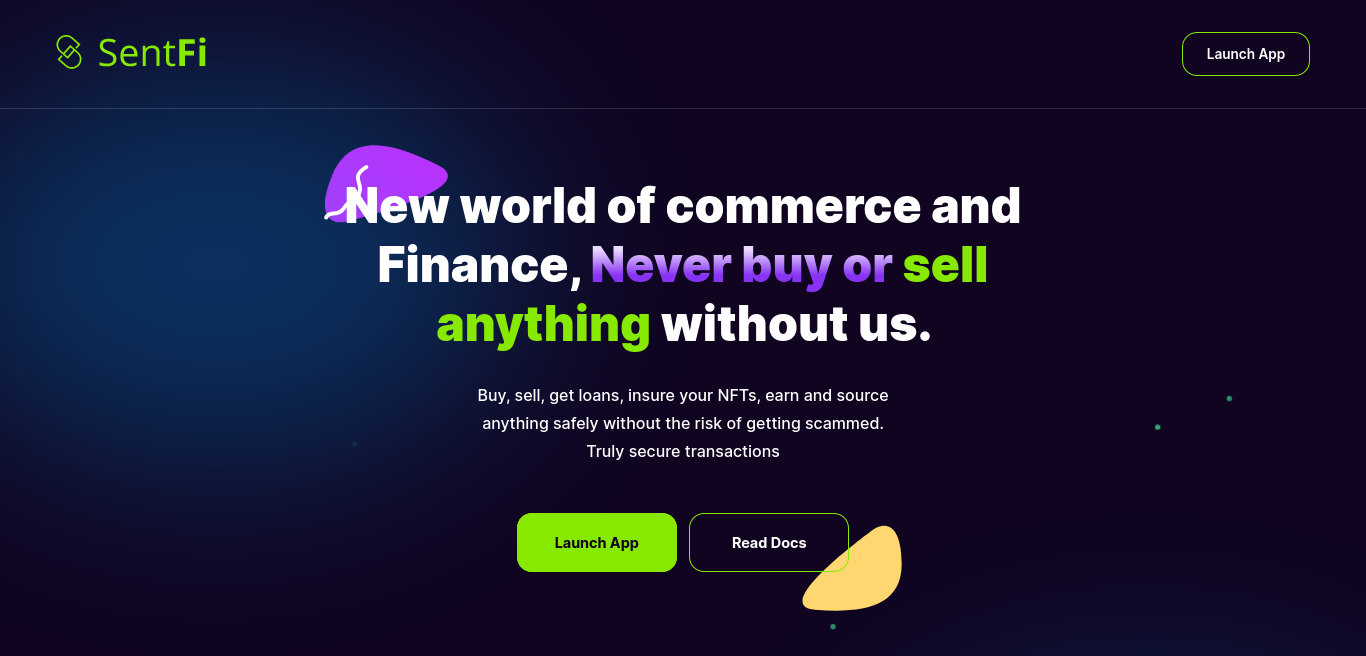 SentFi
Launch App
New world of commerce and
Finance, Never buy or sell
anything without us.
Buy, sell, get loans, insure your NFTs, earn and source
anything safely without the risk of getting scammed.
Truly secure transactions
Launch App
Read Docs